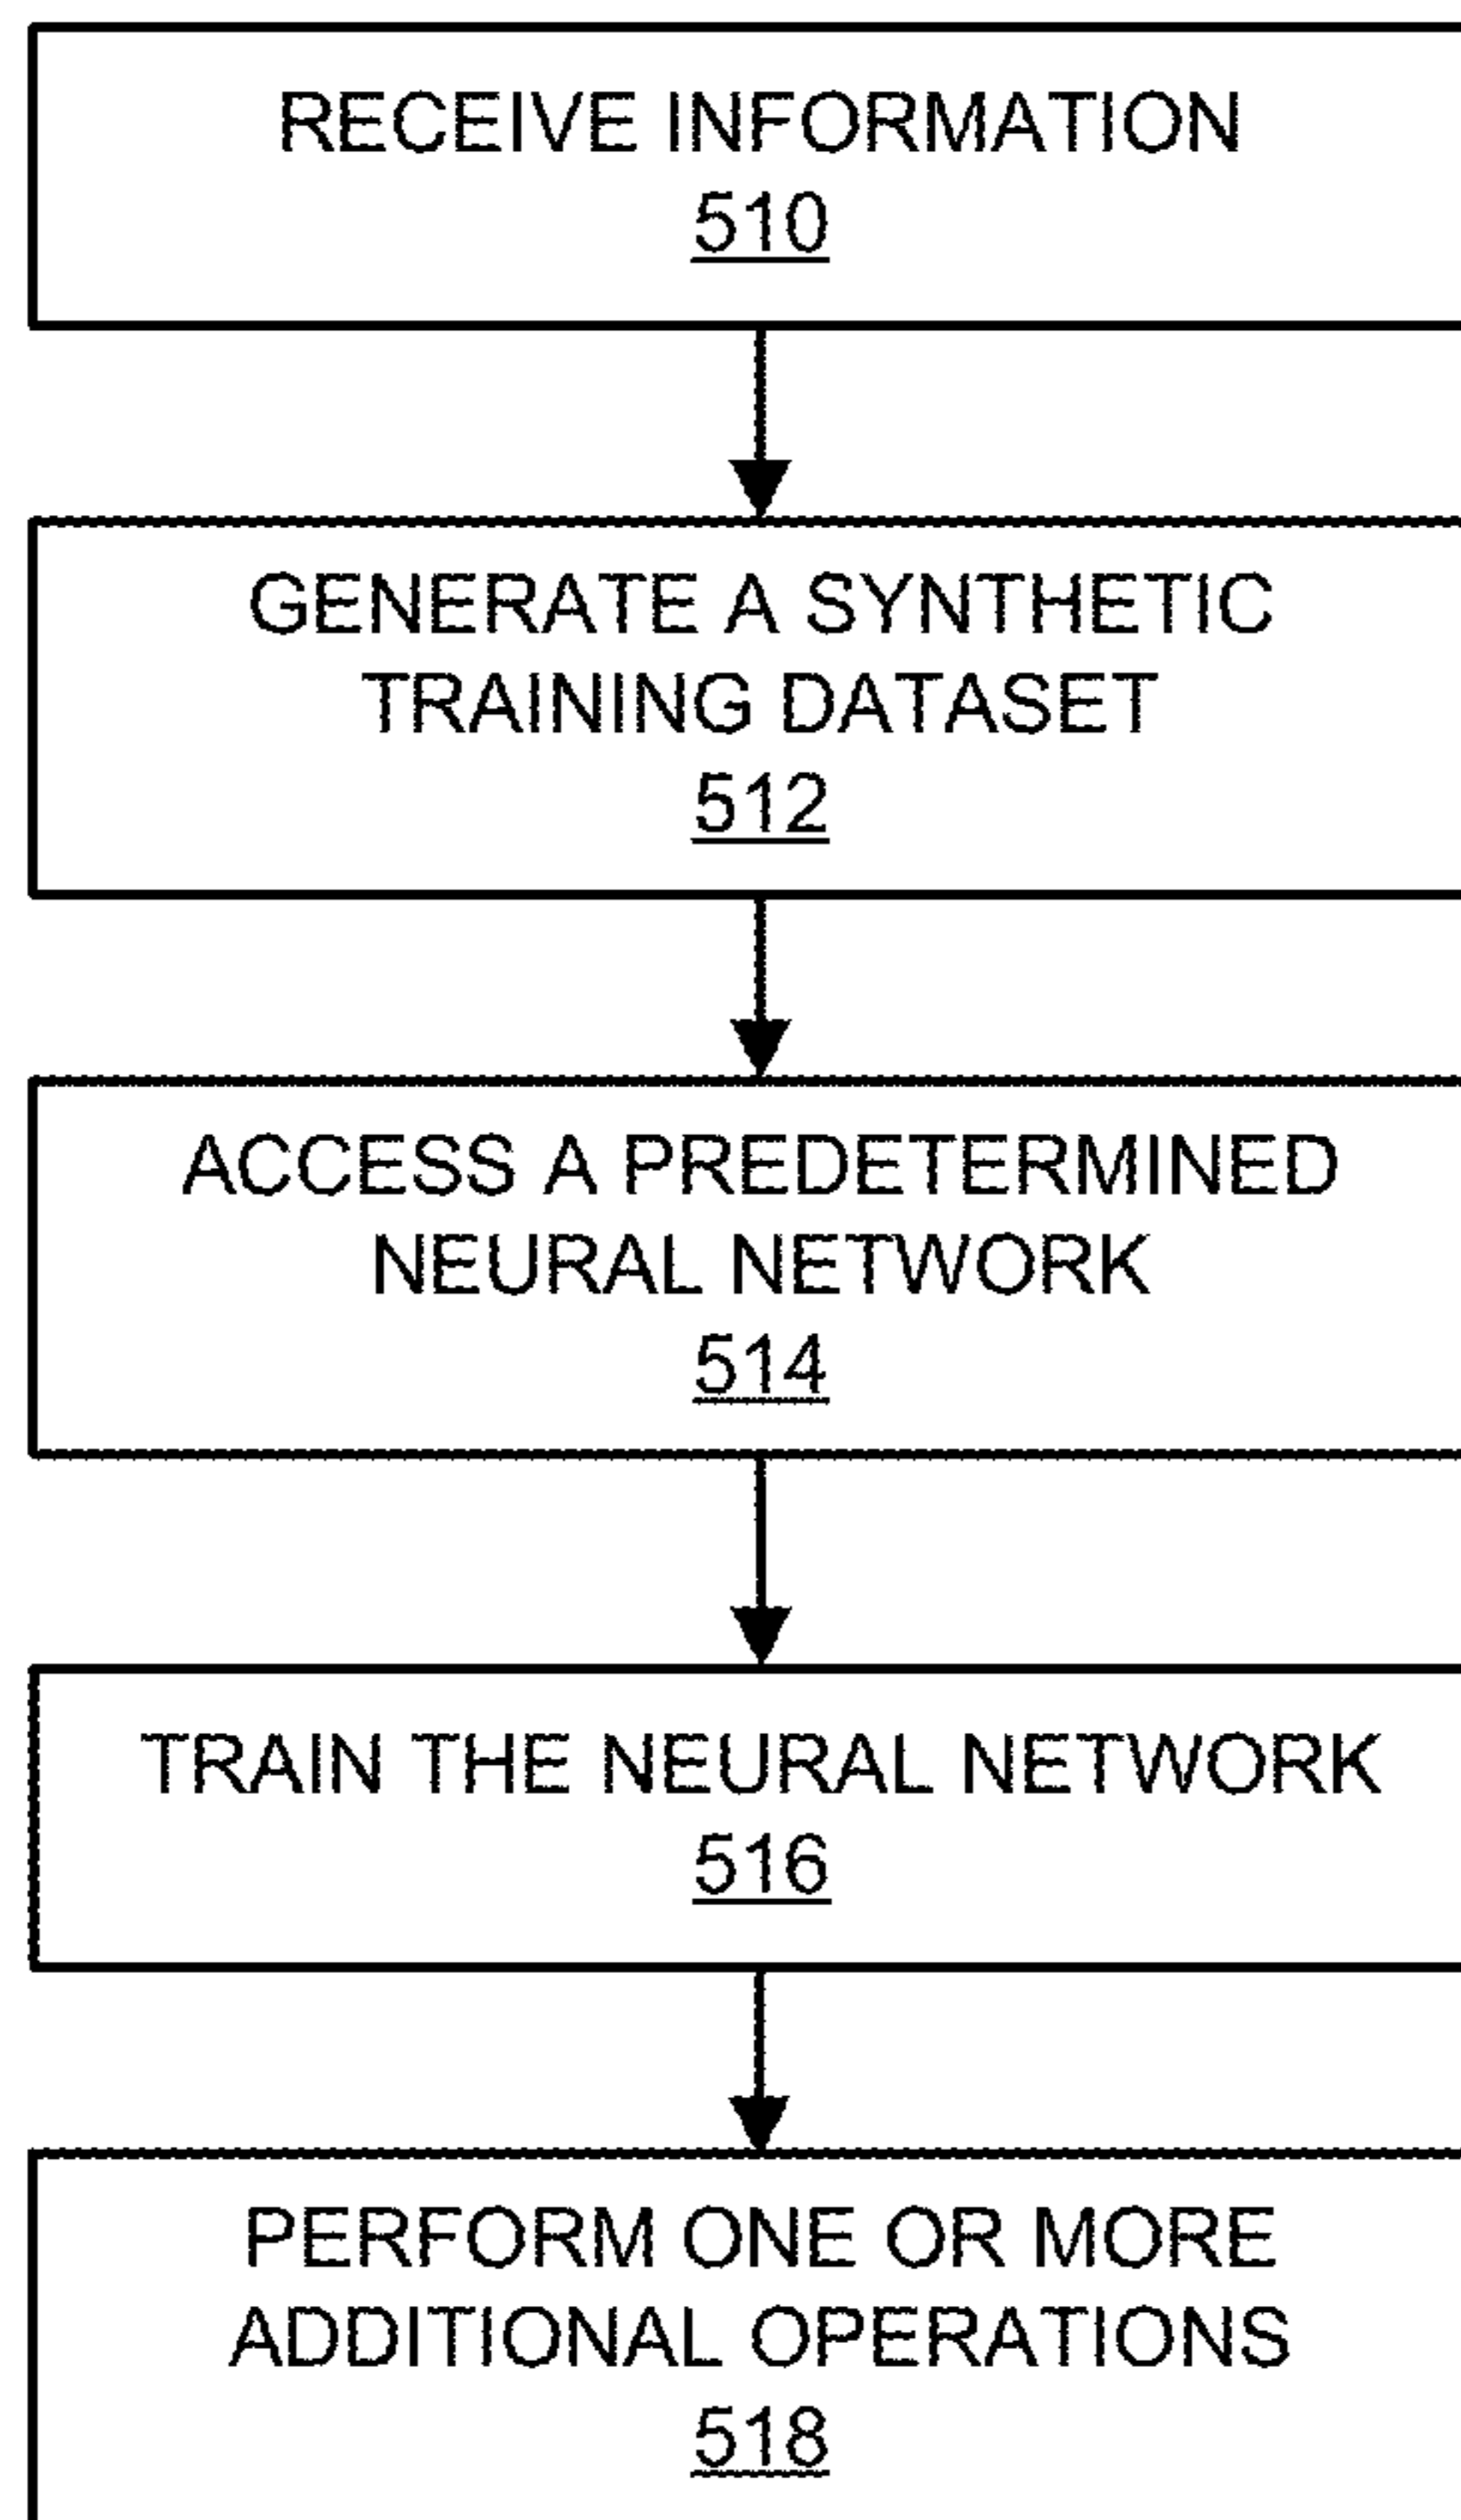 RECEIVE INFORMATION
510
GENERATE A SYNTHETIC
TRAINING DATASET
512
ACCESS A PREDETERMINED
NEURAL NETWORK
514
TRAIN THE NEURAL NETWORK
516
PERFORM ONE OR MORE
ADDITIONAL OPERATIONS
518